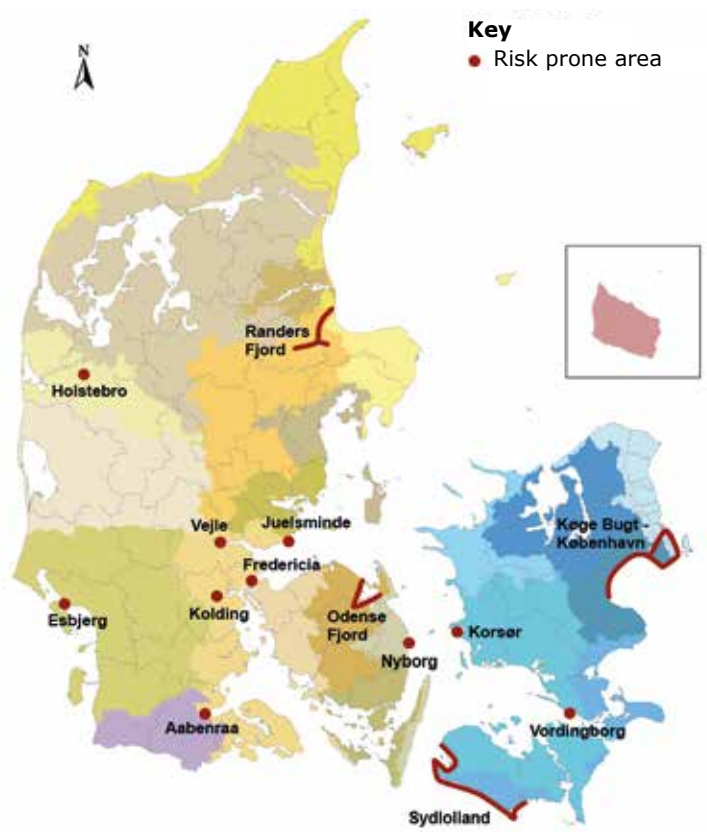 Key
Risk prone area
N
Randers
Fjord
Holstebro
Køge Bugt -
København
Vejle
Juelsminde
Fredericia
Kolding
Esbjerg
Odense
Fjord
Korsør
Nyborg
Aabenraa
Vordingborg
Sydlolland